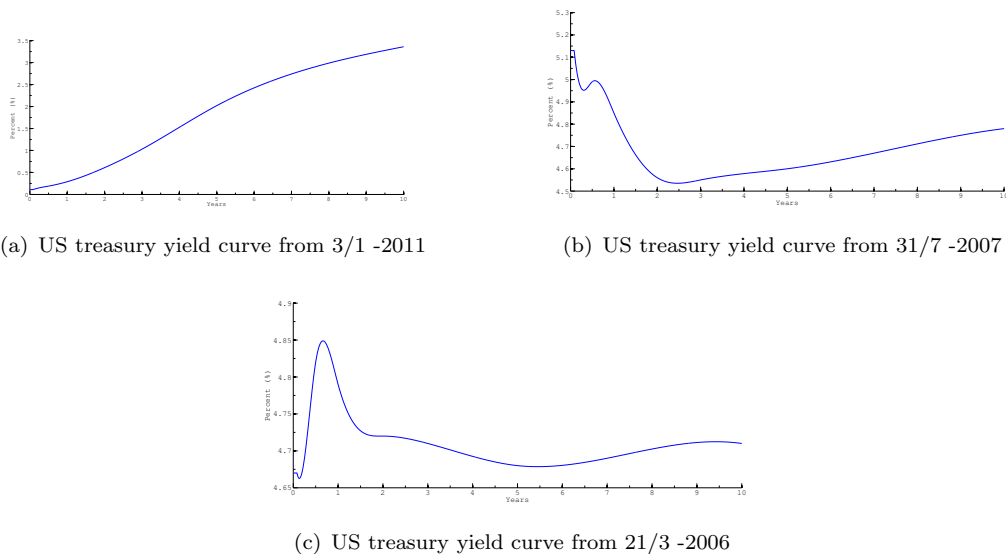 3.5
3
2.5
2
1.5
1
0.5
0
Percent (%)
0 1 2 3 4 5 6 7 8 9 10
Years
(a) US treasury yield curve from 3/1 -2011
5.3
5.2
5.1
5
4.9
4.8
4.7
4.6
4.5
Percent (%)
0 1 2 3 4 5 6 7 8 9 10
Years
(b) US treasury yield curve from 31/7 -2007
4.9
4.85
4.8
4.75
4.7
4.65
Percent (%)
0 1 2 3 4 5 6 7 8 9 10
Years
(c) US treasury yield curve from 21/3 -2006